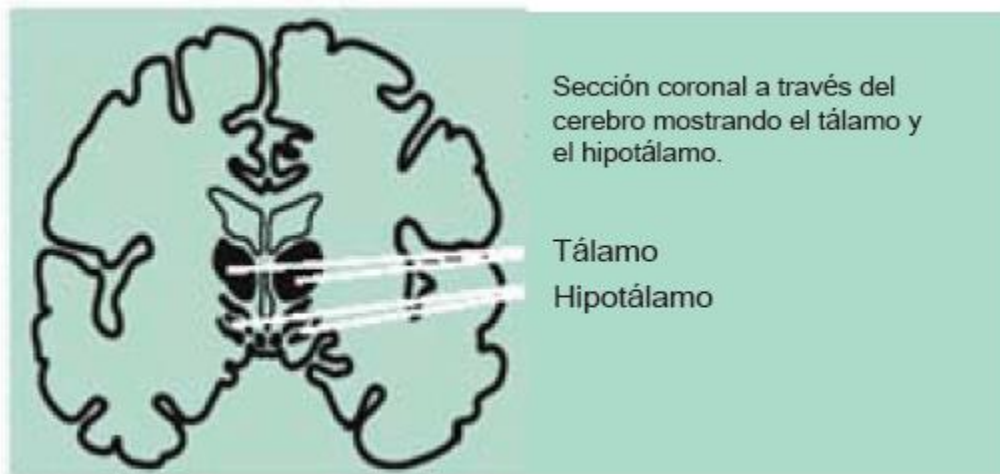 Sección coronal a través del
cerebro mostrando el tálamo y
el hipotálamo.
Tálamo
Hipotálamo